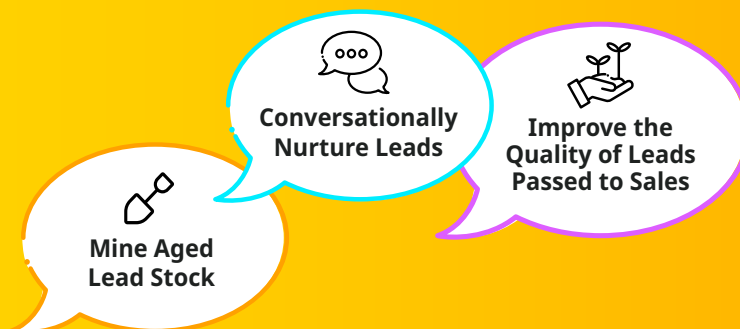 Mine Aged
Lead Stock
Conversationally
Nurture Leads
Improve the
Quality of Leads
Passed to Sales